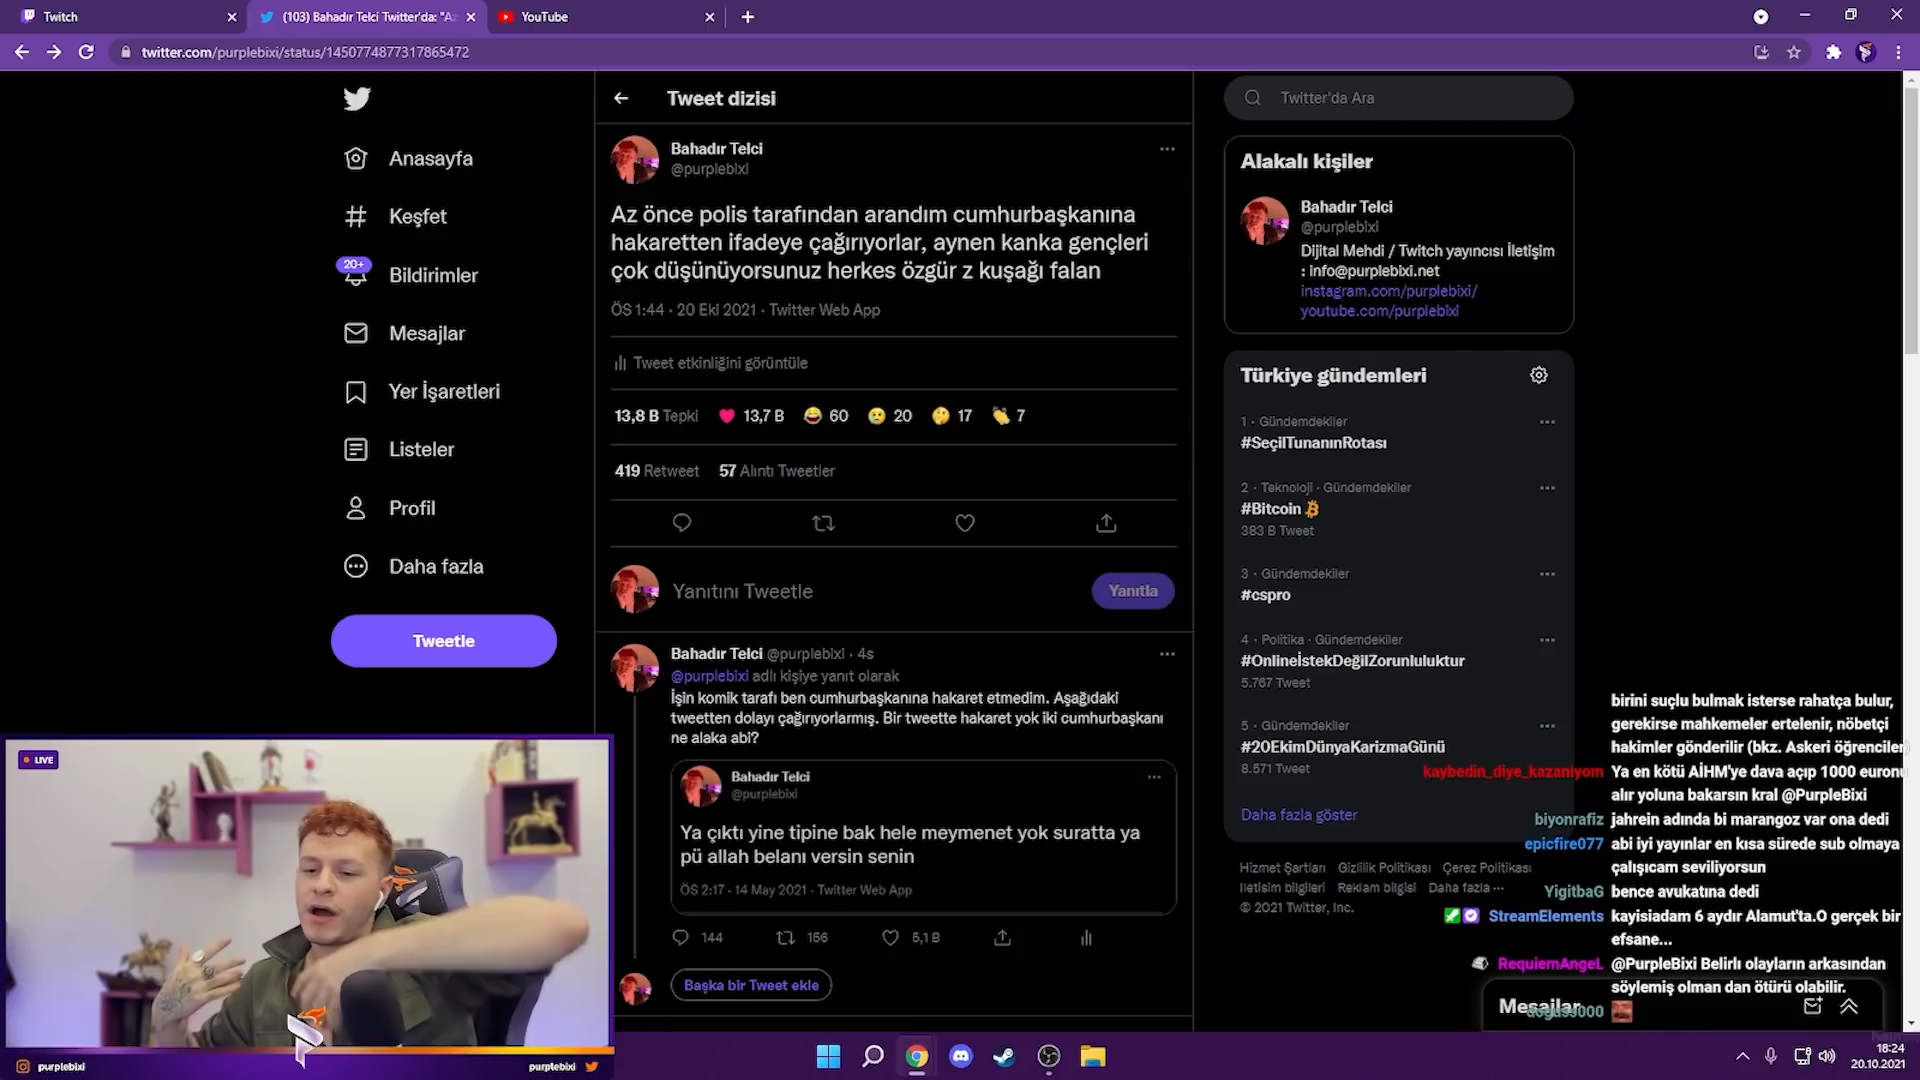 Twitch
(103) Bahadır Telci Twitter'da: "Az
YouTube
twitter.com/purplebixi/status/1450774877317865472
Anasayfa
Keşfet
20+
Bildirimler
Mesajlar
Yer İşaretleri
Listeler
Profil
Daha fazla
Tweetle
Tweet dizisi
Bahadır Telci
@purplebixi
Az önce polis tarafından arandım cumhurbaşkanına
hakaretten ifadeye çağırıyorlar, aynen kanka gençleri
çok düşünüyorsunuz herkes özgür z kuşağı falan
ÖS 1:44 · 20 Eki 2021 · Twitter Web App
Tweet etkinliğini görüntüle
13,8 B Tepki 13,7 B 60 20 17 7
419 Retweet 57 Alıntı Tweetler
Yanıtını Tweetle
Yanıtla
Bahadır Telci @purplebixi · 4s
@purplebixi adlı kişiye yanıt olarak
İşin komik tarafı ben cumhurbaşkanına hakaret etmedim. Aşağıdaki
tweetten dolayı çağırıyorlarmış. Bir tweette hakaret yok iki cumhurbaşkanı
ne alaka abi?
Bahadır Telci
@purplebixi
Ya çıktı yine tipine bak hele meymenet yok suratta ya
pü allah belanı versin senin
ÖS 2:17 · 14 May 2021 · Twitter Web App
144 156 5,1 B
Başka bir Tweet ekle
Twitter'da Ara
Alakalı kişiler
Bahadır Telci
@purplebixi
Dijital Mehdi / Twitch yayıncısı İletişim
: info@purplebixi.net
instagram.com/purplebixi/
youtube.com/purplebixi
Türkiye gündemleri
1 · Gündemdekiler
#SeçilTunanınRotası
2 · Teknoloji · Gündemdekiler
#Bitcoin
383 B Tweet
3 · Gündemdekiler
#cspro
4 · Politika · Gündemdekiler
#OnlineİstekDeğilZorunluluktur
5.767 Tweet
5 · Gündemdekiler
#20EkimDünyaKarizmaGünü
8.571 Tweet
Daha fazla göster
Hizmet Şartları Gizlilik Politikası Çerez Politikası
İletişim bilgileri Reklam bilgisi Daha fazla ···
© 2021 Twitter, Inc.
birini suçlu bulmak isterse rahatça bulur,
gerekirse mahkemeler ertelenir, nöbetçi
hakimler gönderilir (bkz. Askeri öğrenciler)
kaybedin_diye_kazaniyom Ya en kötü AİHM'ye dava açıp 1000 euronu
alır yoluna bakarsın kral @PurpleBixi
biyonrafiz jahrein adında bi marangoz var ona dedi
epicfire077 abi iyi yayınlar en kısa sürede sub olmaya
çalışıcam seviliyorsun
YigitbaG bence avukatına dedi
StreamElements kayisiadam 6 aydır Alamut'ta.O gerçek bir
efsane...
RequiemAngeL @PurpleBixi Belirlı olayların arkasından
söylemiş olman dan ötürü olabilir.
Mesajlar
LIVE
purplebixi
purplebixi
18:24
20.10.2021